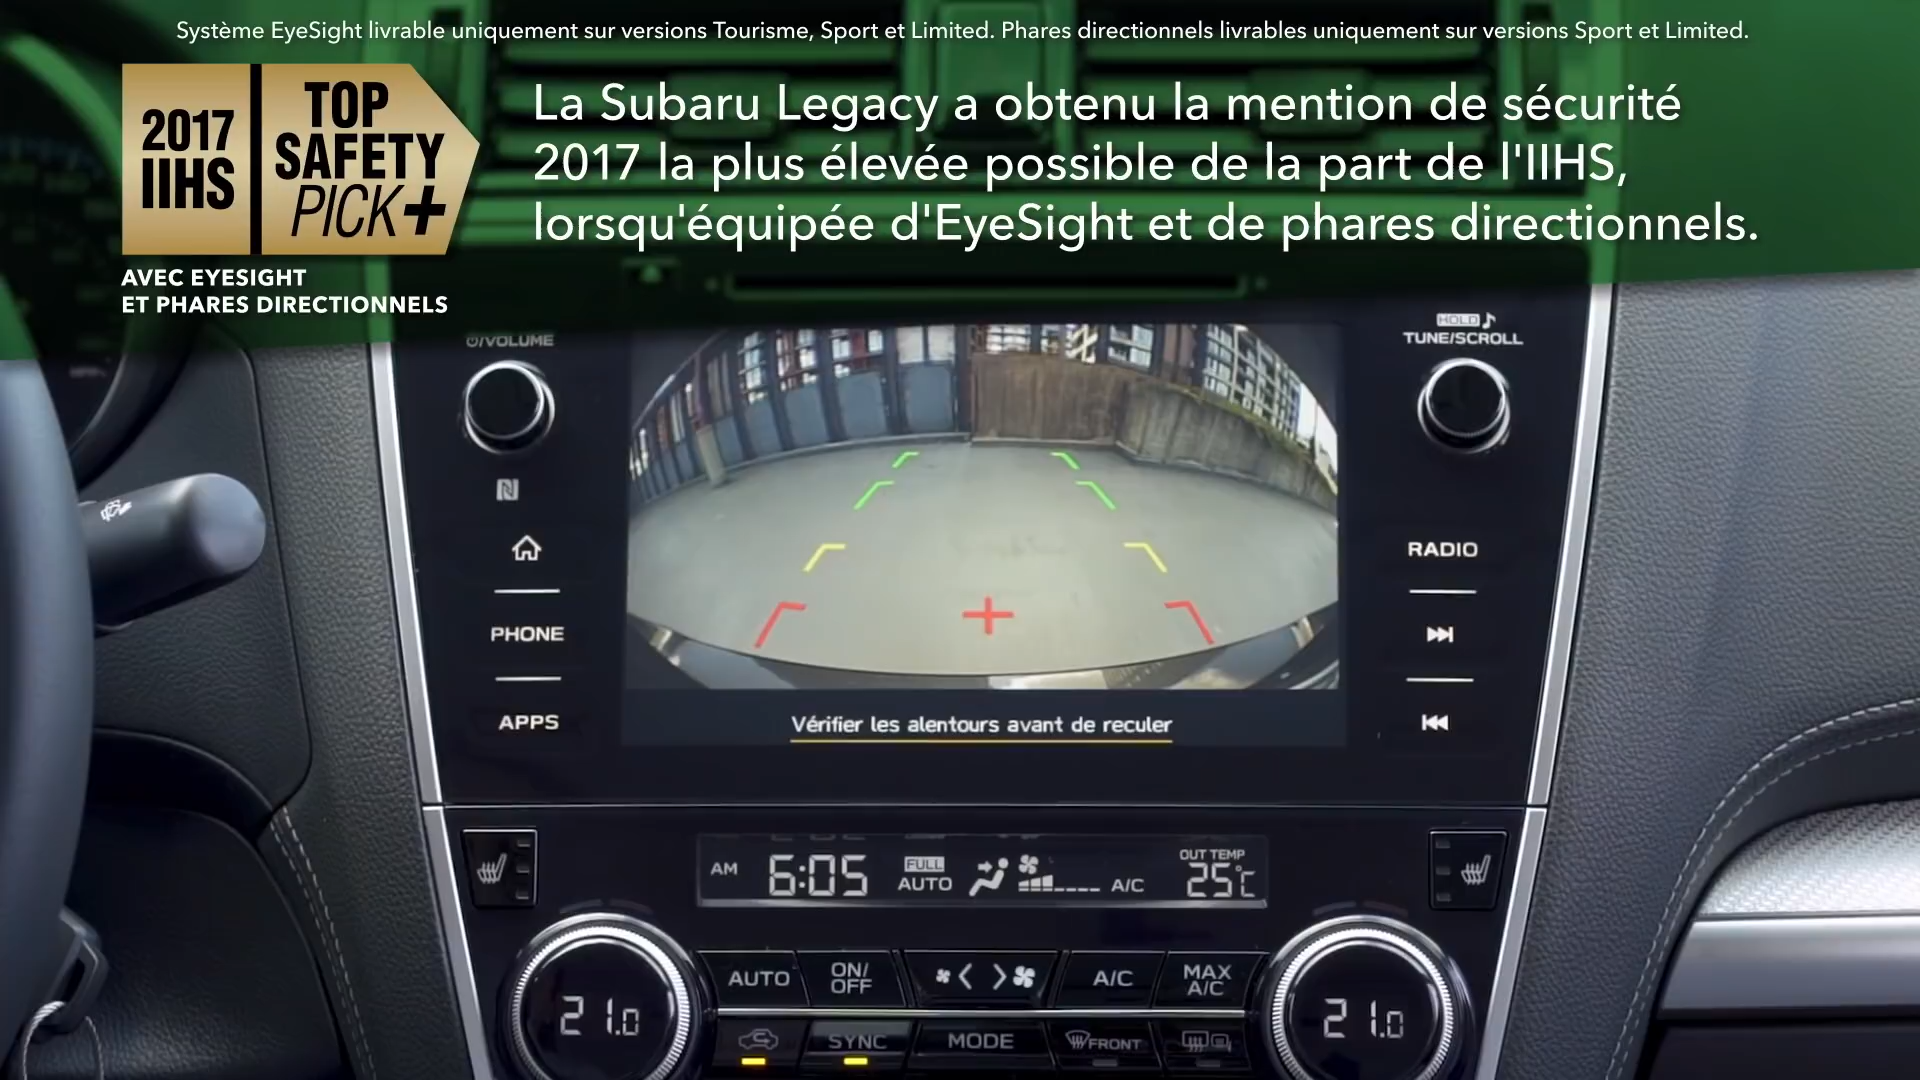 Système EyeSight livrable uniquement sur versions Tourisme, Sport et Limited. Phares directionnels livrables uniquement sur versions Sport et Limited.
2017
IIHS
TOP
SAFETY
PICK+
AVEC EYESIGHT
ET PHARES DIRECTIONNELS
La Subaru Legacy a obtenu la mention de sécurité
2017 la plus élevée possible de la part de l'IIHS,
lorsqu'équipée d'EyeSight et de phares directionnels.
/VOLUME
HOLD
TUNE/SCROLL
RADIO
PHONE
APPS
Vérifier les alentours avant de reculer
AM 6:05
FULL
AUTO
A/C
OUT TEMP
25°C
AUTO
ON/
OFF
A/C
MAX
A/C
21.0
21.0
SYNC
MODE
FRONT